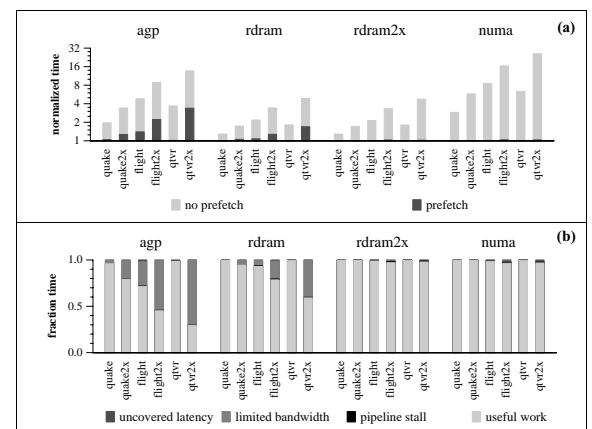 agp rdram rdram2x numa (a)
normalized time
32
16
8
4
2
1
quake quake2x flight flight2x qtvr qtvr2x quake quake2x flight flight2x qtvr qtvr2x quake quake2x flight flight2x qtvr qtvr2x quake quake2x flight flight2x qtvr qtvr2x
no prefetch prefetch
agp rdram rdram2x numa (b)
fraction time
1.0
0.5
0.0
quake quake2x flight flight2x qtvr qtvr2x quake quake2x flight flight2x qtvr qtvr2x quake quake2x flight flight2x qtvr qtvr2x quake quake2x flight flight2x qtvr qtvr2x
uncovered latency limited bandwidth pipeline stall useful work